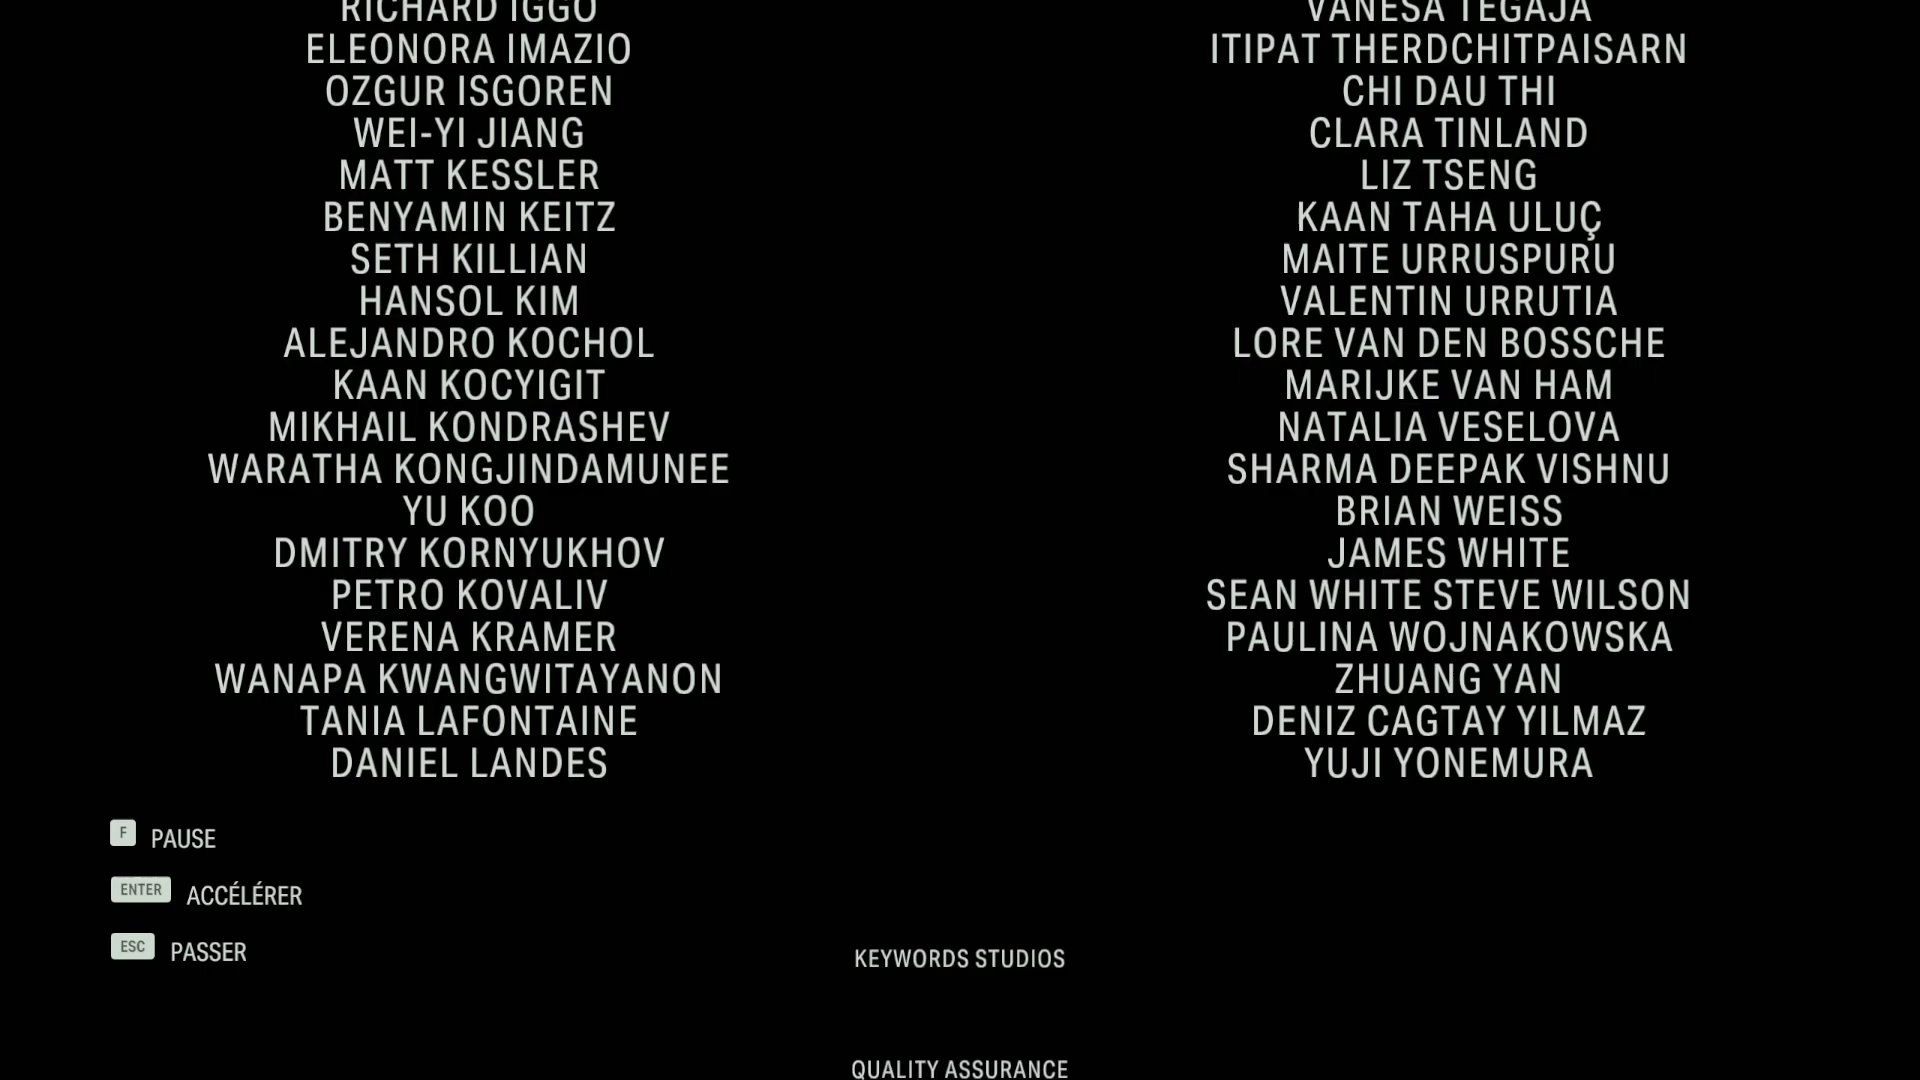 RICHARD IGGO
ELEONORA IMAZIO
OZGUR ISGOREN
WEI-YI JIANG
MATT KESSLER
BENYAMIN KEITZ
SETH KILLIAN
HANSOL KIM
ALEJANDRO KOCHOL
KAAN KOCYIGIT
MIKHAIL KONDRASHEV
WARATHA KONGJINDAMUNEE
YU KOO
DMITRY KORNYUKHOV
PETRO KOVALIV
VERENA KRAMER
WANAPA KWANGWITAYANON
TANIA LAFONTAINE
DANIEL LANDES
VANESA TEGAJA
ITIPAT THERDCHITPAISARN
CHI DAU THI
CLARA TINLAND
LIZ TSENG
KAAN TAHA ULUÇ
MAITE URRUSPURU
VALENTIN URRUTIA
LORE VAN DEN BOSSCHE
MARIJKE VAN HAM
NATALIA VESELOVA
SHARMA DEEPAK VISHNU
BRIAN WEISS
JAMES WHITE
SEAN WHITE STEVE WILSON
PAULINA WOJNAKOWSKA
ZHUANG YAN
DENIZ CAGTAY YILMAZ
YUJI YONEMURA
F PAUSE
ENTER ACCÉLÉRER
ESC PASSER
KEYWORDS STUDIOS
QUALITY ASSURANCE